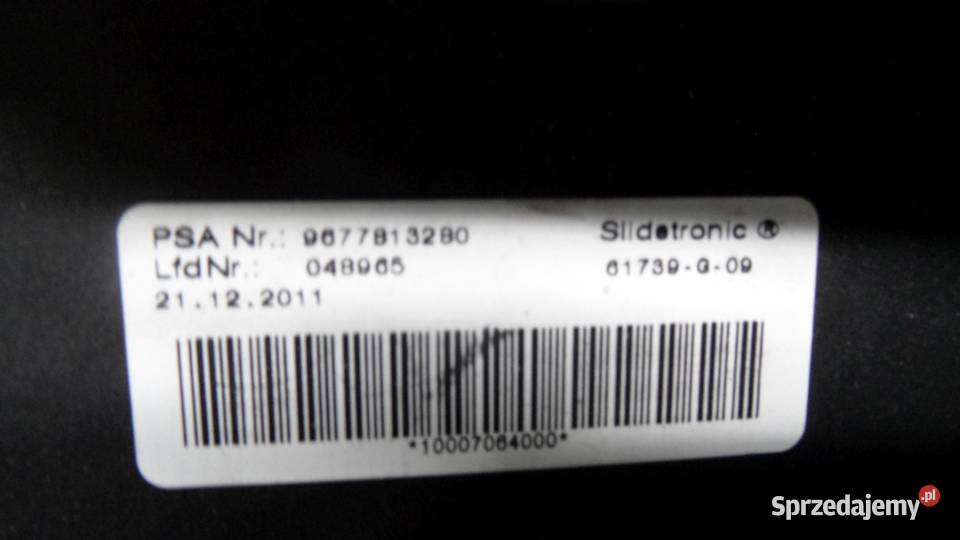 PSA Nr.: 9677813280
LfdNr.: 048965
21.12.2011
Slidetronic ®
61739-G-09
*10007064000*
Sprzedajemy.pl